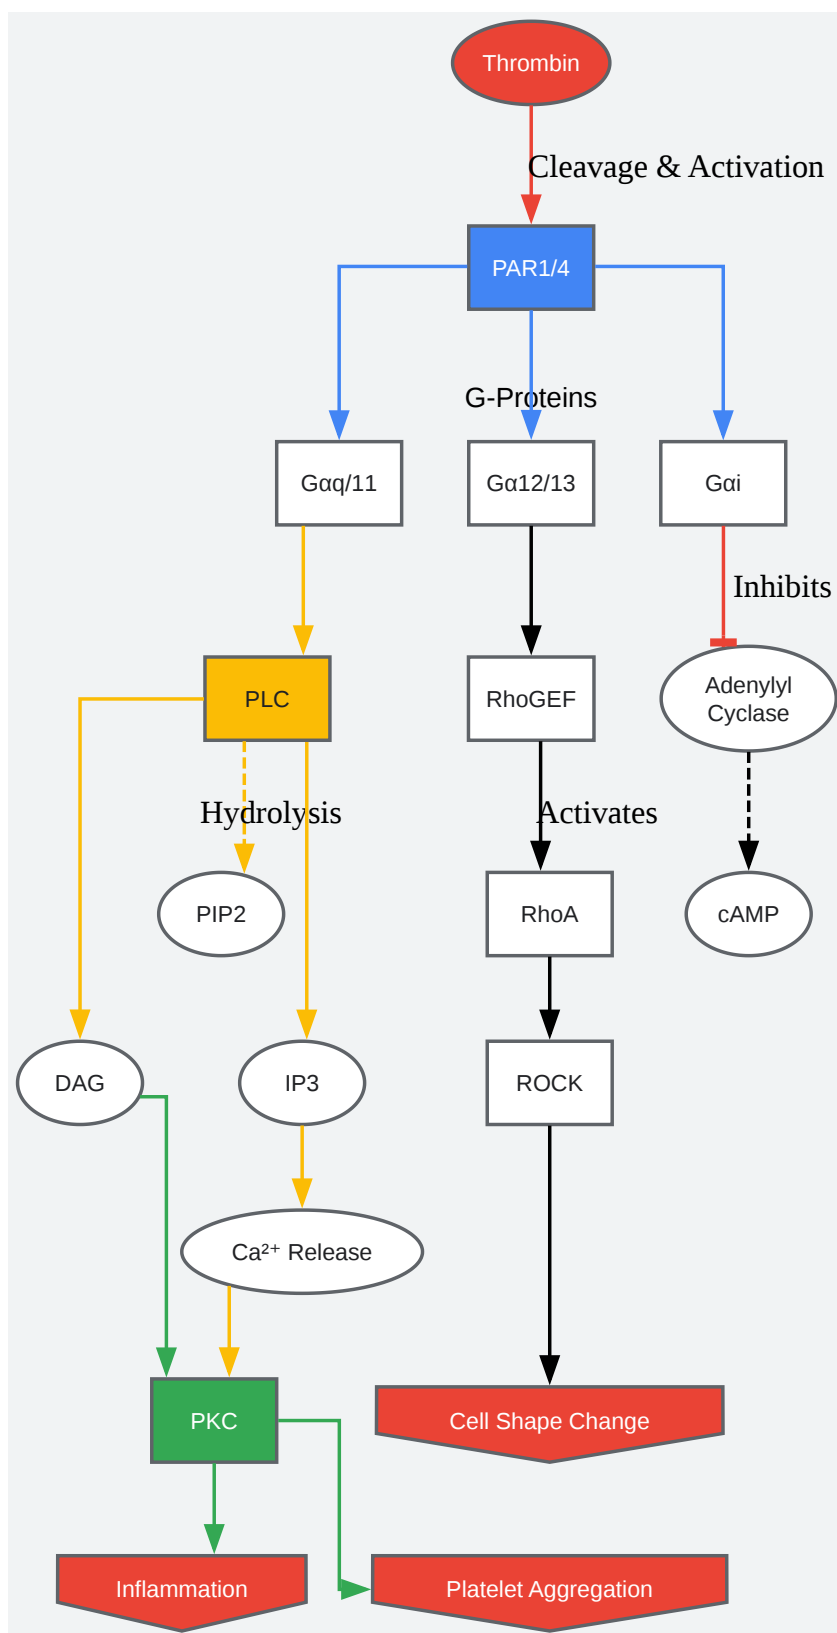 Thrombin
Cleavage & Activation
PAR1/4
G-Proteins
Gαq/11
Gα12/13
Gαi
Inhibits
PLC
RhoGEF
Adenylyl
Cyclase
Hydrolysis
Activates
PIP2
RhoA
cAMP
DAG
IP3
ROCK
Ca²⁺ Release
PKC
Cell Shape Change
Inflammation
Platelet Aggregation